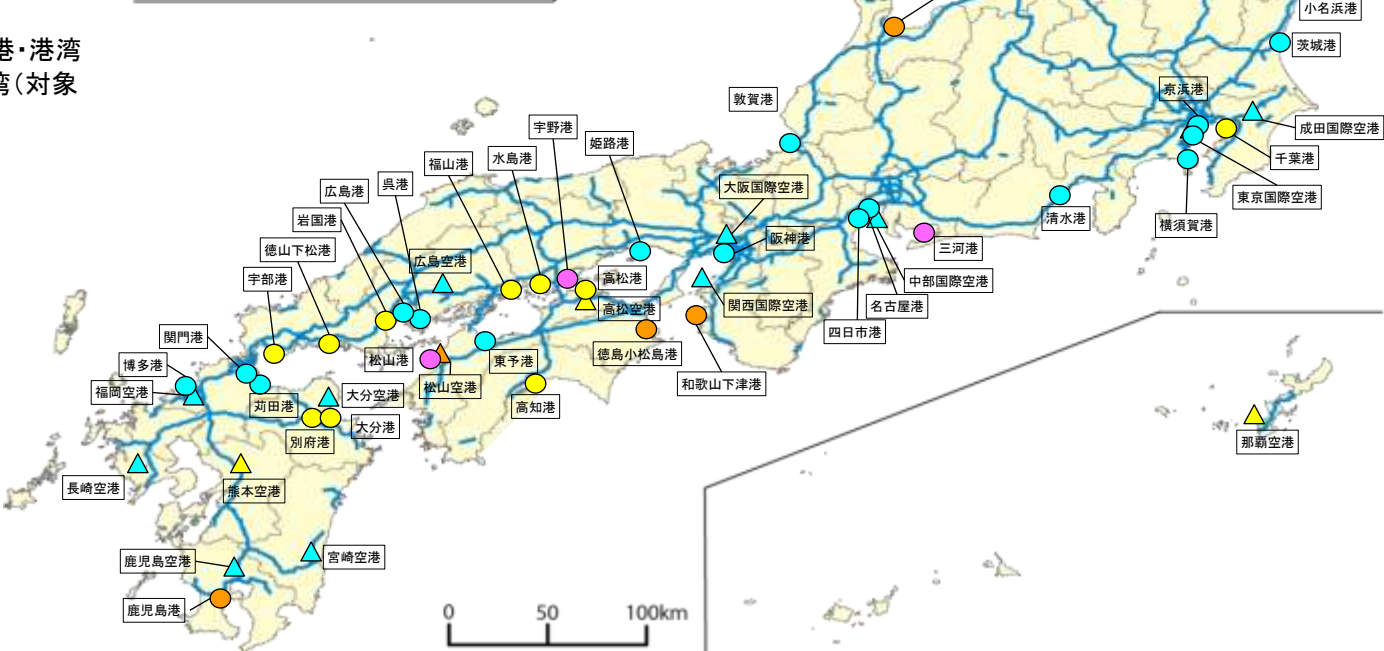 港・港湾
湾(対象
小名浜港
茨城港
京浜港
成田国際空港
千葉港
東京国際空港
横須賀港
清水港
敦賀港
宇野港
姫路港
水島港
福山港
呉港
広島港
岩国港
徳山下松港
宇部港
関門港
博多港
福岡空港
苅田港
大分空港
大分港
別府港
長崎空港
熊本空港
鹿児島空港
宮崎空港
鹿児島港
広島空港
松山港
松山空港
東予港
高知港
高松港
高松空港
徳島小松島港
和歌山下津港
大阪国際空港
阪神港
関西国際空港
三河港
中部国際空港
名古屋港
四日市港
那覇空港
0 50 100km